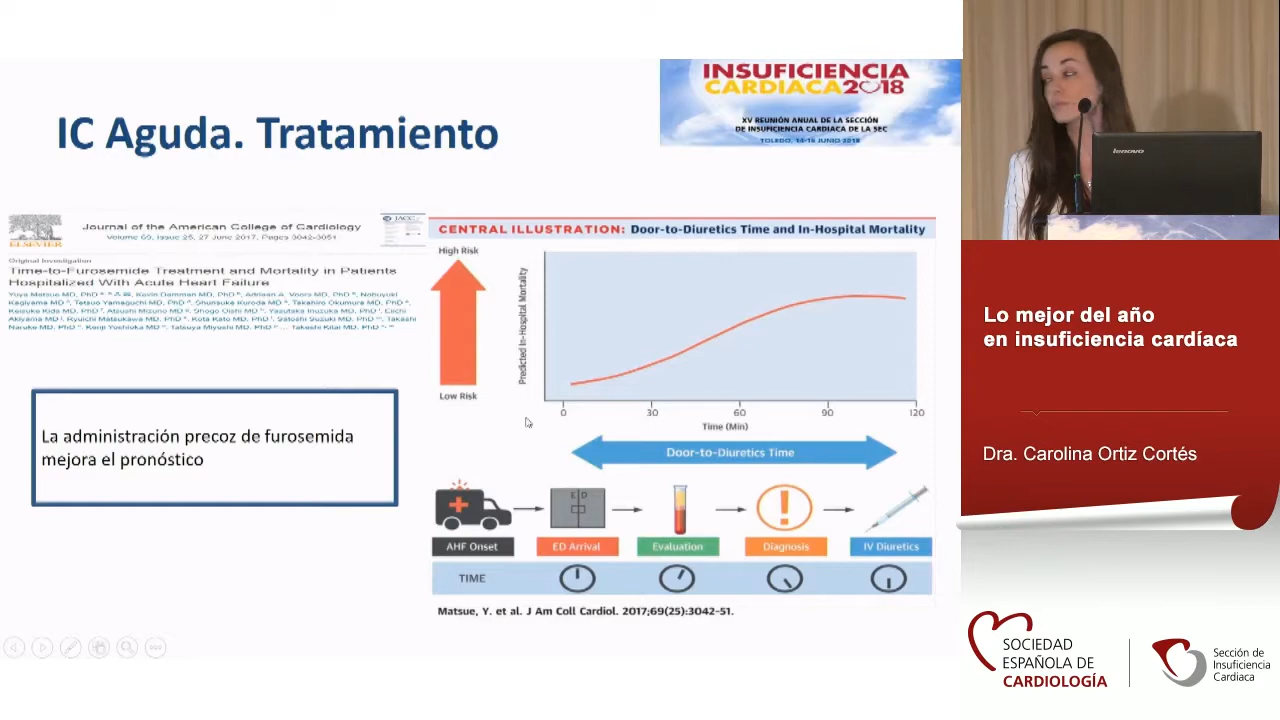 IC Aguda. Tratamiento
INSUFICIENCIA
CARDIACA2018
XV REUNIÓN ANUAL DE LA SECCIÓN
DE INSUFICIENCIA CARDIACA DE LA SEC
TOLEDO, 14-16 JUNIO 2018
ELSEVIER
Journal of the American College of Cardiology
Volume 69, Issue 25, 27 June 2017, Pages 3042-3051
JACC
Original Investigation
Time-to-Furosemide Treatment and Mortality in Patients
Hospitalized With Acute Heart Failure
La administración precoz de furosemida
mejora el pronóstico
CENTRAL ILLUSTRATION: Door-to-Diuretics Time and In-Hospital Mortality
High Risk
Low Risk
Predicted In-Hospital Mortality
0 30 60 90 120
Time (Min)
Door-to-Diuretics Time
E D
AHF Onset
ED Arrival
Evaluation
Diagnosis
IV Diuretics
TIME
Matsue, Y. et al. J Am Coll Cardiol. 2017;69(25):3042-51.
lenovo
Lo mejor del año
en insuficiencia cardíaca
Dra. Carolina Ortiz Cortés
SOCIEDAD
ESPAÑOLA DE
CARDIOLOGÍA
Sección de
Insuficiencia
Cardiaca